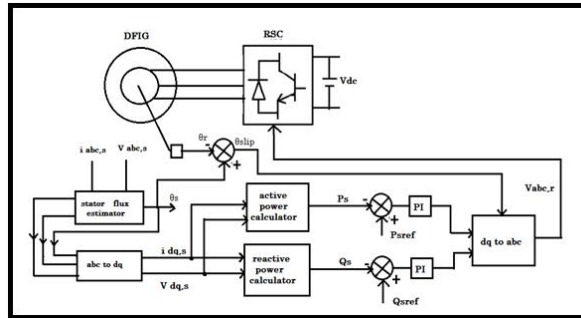 DFIG
RSC
Vdc
i abc,s
V abc,s
θr
-
θslip
+
stator flux
estimator
θs
active
power
calculator
Ps
-
+
PI
Psref
Vabc,r
dq to abc
abc to dq
i dq,s
V dq,s
reactive
power
calculator
Qs
-
+
PI
Qsref